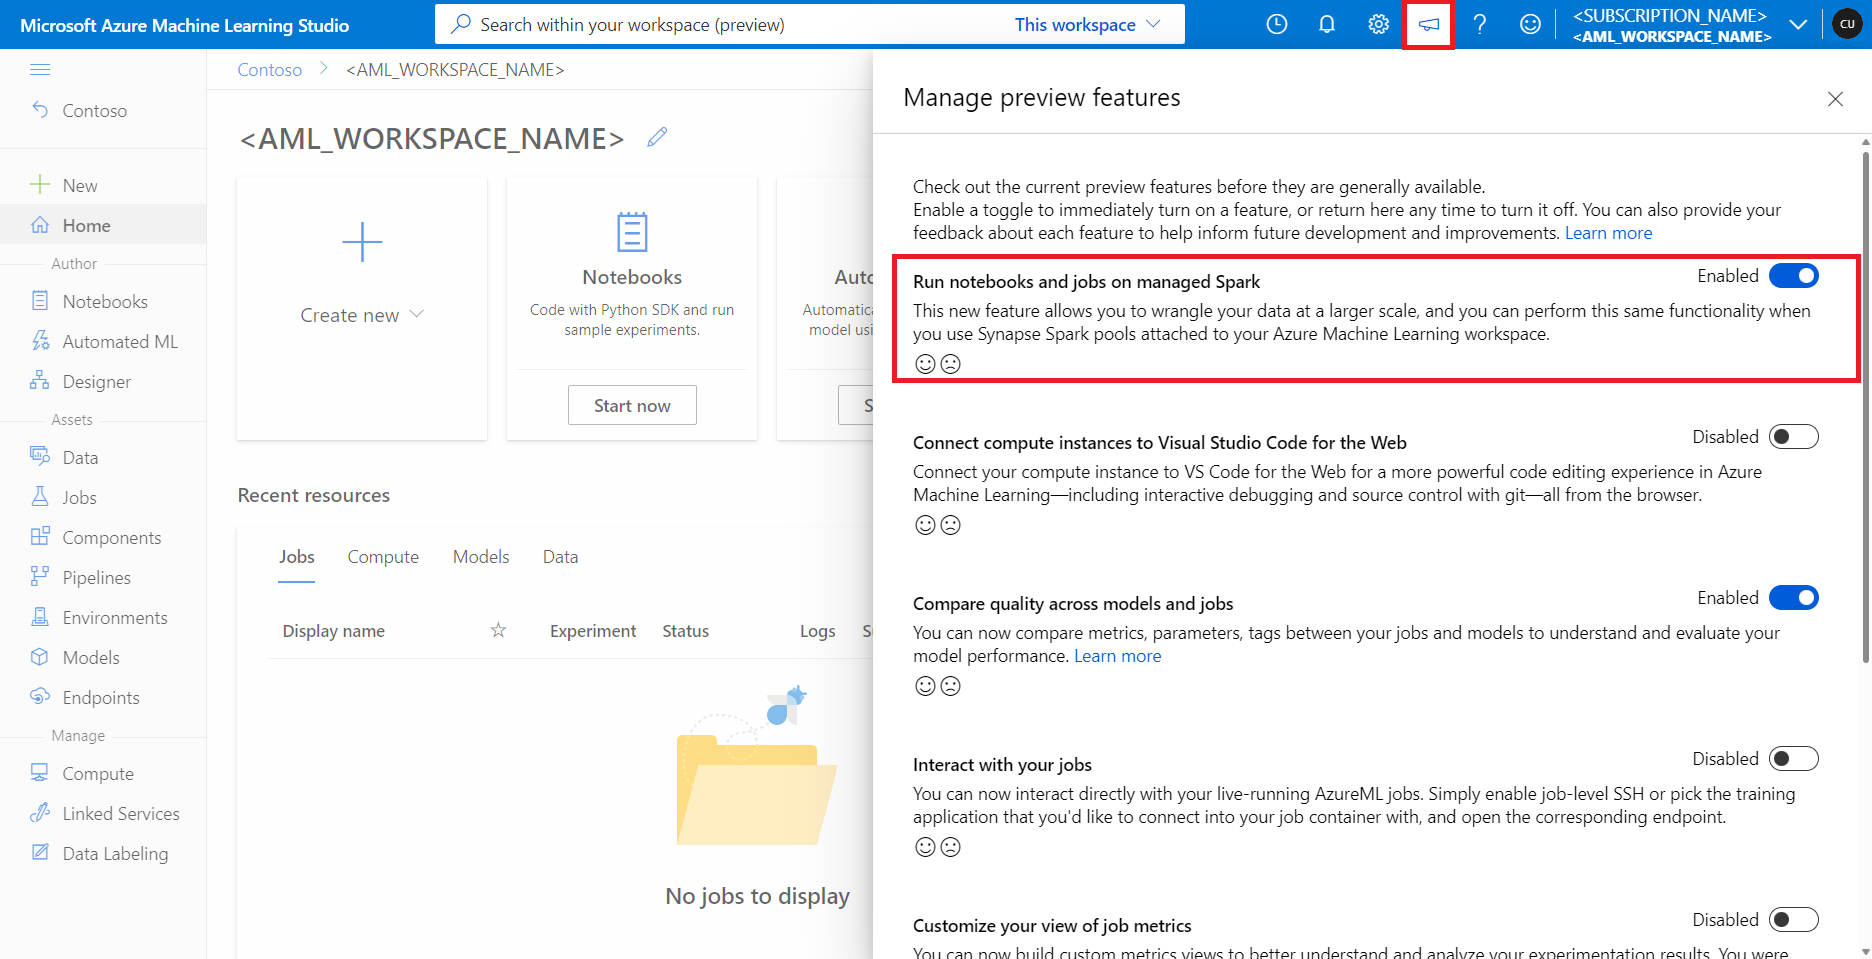 Microsoft Azure Machine Learning Studio
Search within your workspace (preview)
This workspace
?
<SUBSCRIPTION_NAME>
<AML_WORKSPACE_NAME>
CU
Contoso
New
Home
Author
Notebooks
Automated ML
Designer
Assets
Data
Jobs
Components
Pipelines
Environments
Models
Endpoints
Manage
Compute
Linked Services
Data Labeling
Contoso > <AML_WORKSPACE_NAME>
<AML_WORKSPACE_NAME>
Create new
Notebooks
Code with Python SDK and run
sample experiments.
Start now
Auto
Automatica
model usi
S
Recent resources
Jobs Compute Models Data
Display name Experiment Status Logs Su
No jobs to display
Manage preview features
Check out the current preview features before they are generally available.
Enable a toggle to immediately turn on a feature, or return here any time to turn it off. You can also provide your
feedback about each feature to help inform future development and improvements. Learn more
Run notebooks and jobs on managed Spark
Enabled
This new feature allows you to wrangle your data at a larger scale, and you can perform this same functionality when
you use Synapse Spark pools attached to your Azure Machine Learning workspace.
Connect compute instances to Visual Studio Code for the Web
Disabled
Connect your compute instance to VS Code for the Web for a more powerful code editing experience in Azure
Machine Learning—including interactive debugging and source control with git—all from the browser.
Compare quality across models and jobs
Enabled
You can now compare metrics, parameters, tags between your jobs and models to understand and evaluate your
model performance. Learn more
Interact with your jobs
Disabled
You can now interact directly with your live-running AzureML jobs. Simply enable job-level SSH or pick the training
application that you'd like to connect into your job container with, and open the corresponding endpoint.
Customize your view of job metrics
Disabled
You can now build custom metrics views to better understand and analyze your experimentation results. You were